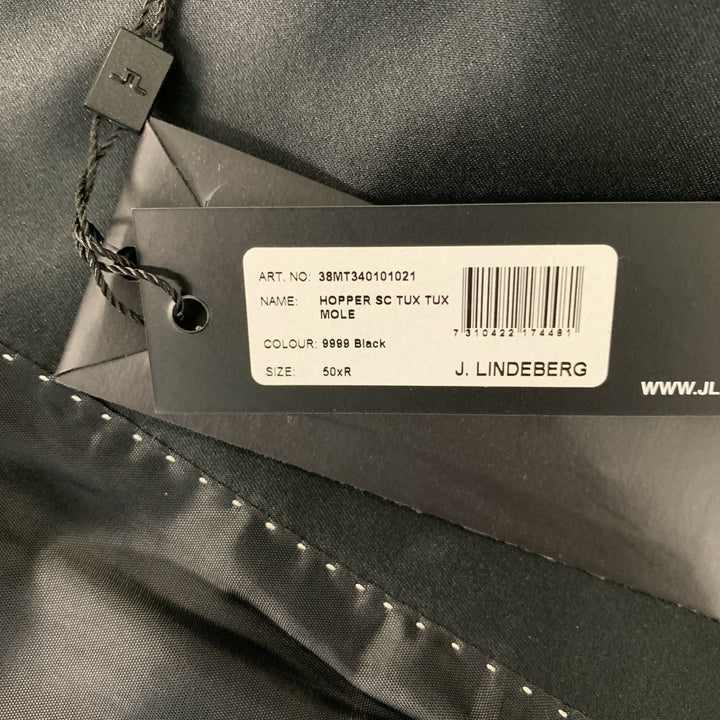 JL
ART. NO: 38MT340101021
NAME: HOPPER SC TUX TUX
MOLE
COLOUR: 9999 Black
SIZE: 50xR
7 310422 174481
J. LINDEBERG
WWW.JL